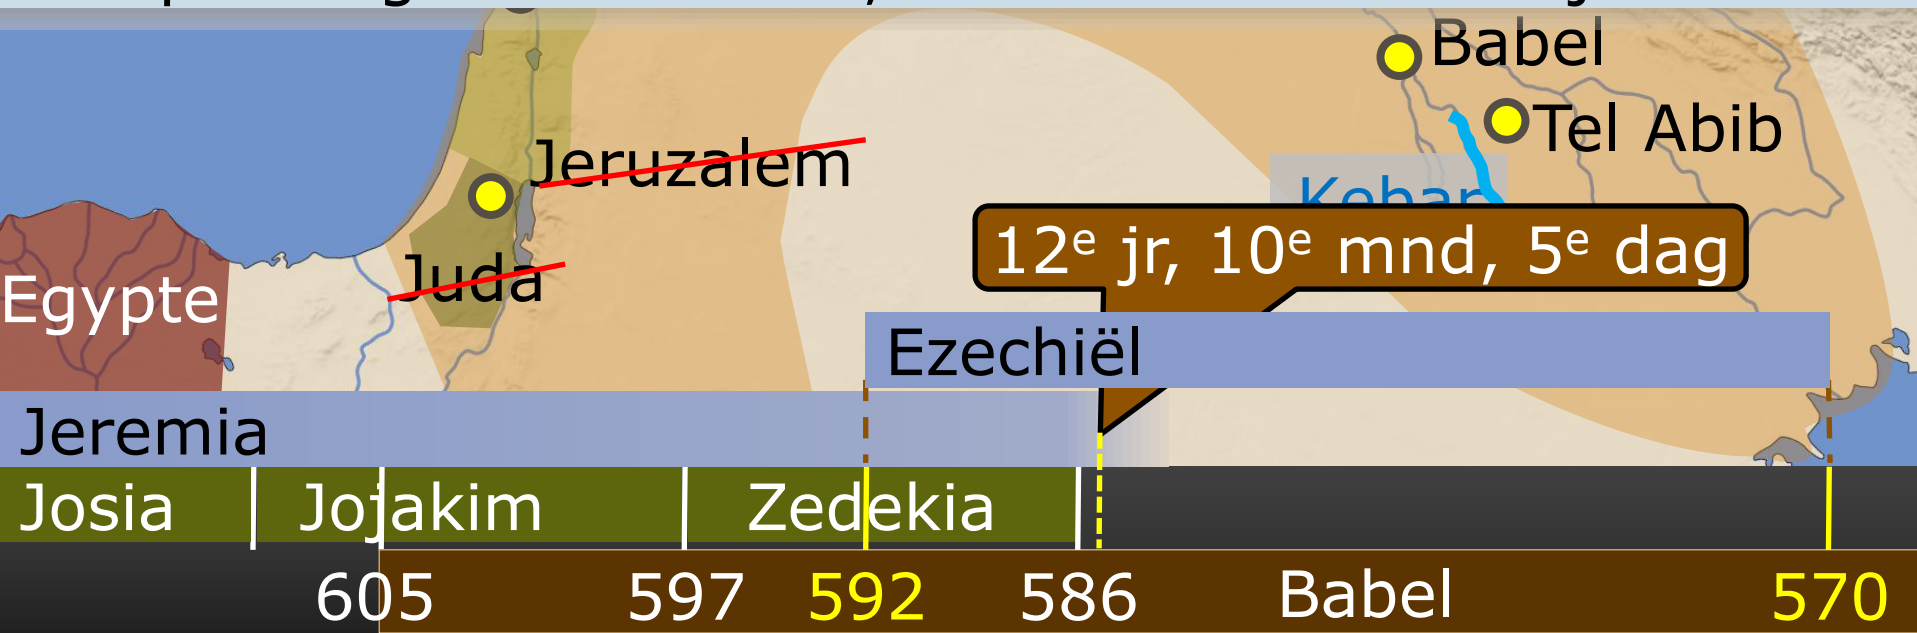 Babel
Tel Abib
Jeruzalem
Kebar
12e jr, 10e mnd, 5e dag
Juda
Egypte
Ezechiël
Jeremia
Josia
Jojakim
Zedekia
605
597
592
586
Babel
570